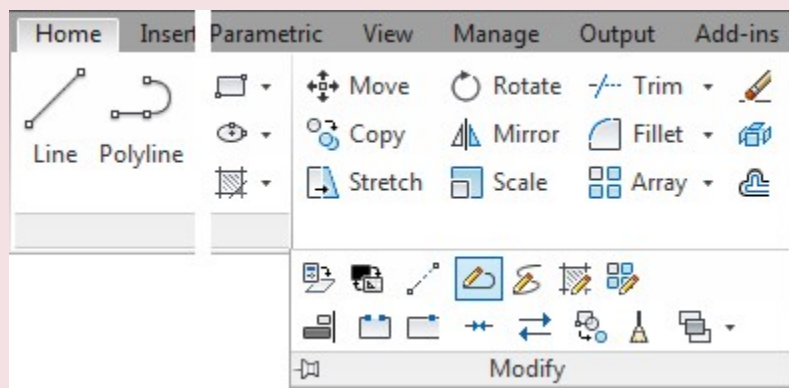 Home Insert Parametric View Manage Output Add-ins
Move Rotate Trim
Line Polyline Copy Mirror Fillet
Stretch Scale Array
Modify